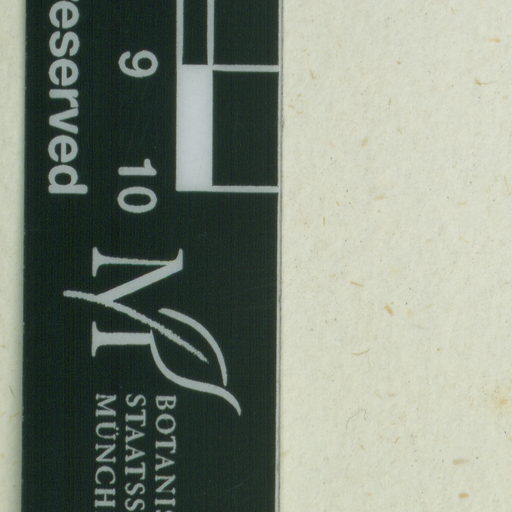 eserved
9 10
M
BOTANIS
STAATSS
MÜNCH